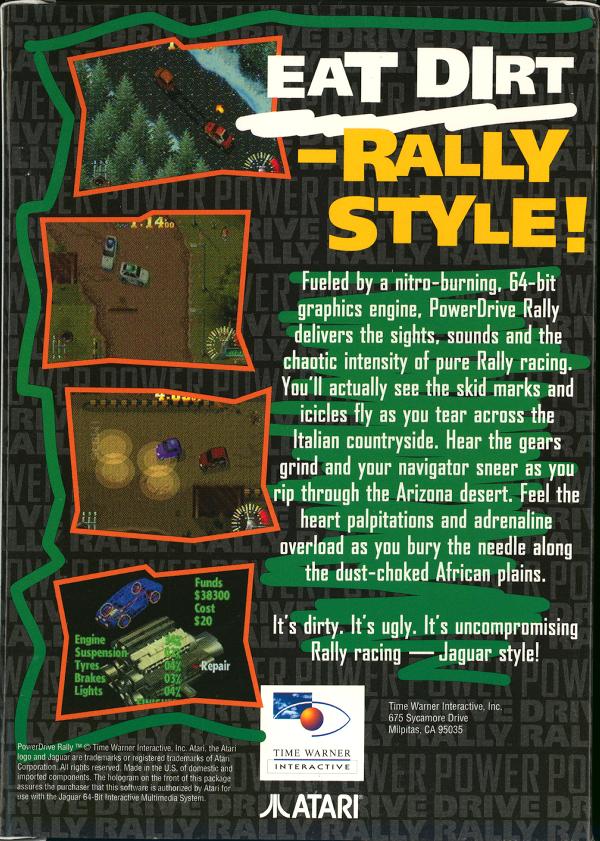 EAT DIRT
–RALLY
STYLE!
Fueled by a nitro-burning, 64-bit
graphics engine, PowerDrive Rally
delivers the sights, sounds and the
chaotic intensity of pure Rally racing.
You'll actually see the skid marks and
icicles fly as you tear across the
Italian countryside. Hear the gears
grind and your navigator sneer as you
rip through the Arizona desert. Feel the
heart palpitations and adrenaline
overload as you bury the needle along
the dust-choked African plains.
It's dirty. It's ugly. It's uncompromising
Rally racing — Jaguar style!
Funds
$38300
Cost
$20
Engine
Suspension
Tyres 04%
Brakes 03%
Lights 04%
Repair
PowerDrive Rally ™ © Time Warner Interactive, Inc. Atari, the Atari
logo and Jaguar are trademarks or registered trademarks of Atari
Corporation. All rights reserved. Made in the U.S. of domestic and
imported components. The hologram on the front of this package
assures the purchaser that this software is authorized by Atari for
use with the Jaguar 64-Bit Interactive Multimedia System.
TIME WARNER
INTERACTIVE
ATARI®
Time Warner Interactive, Inc.
675 Sycamore Drive
Milpitas, CA 95035